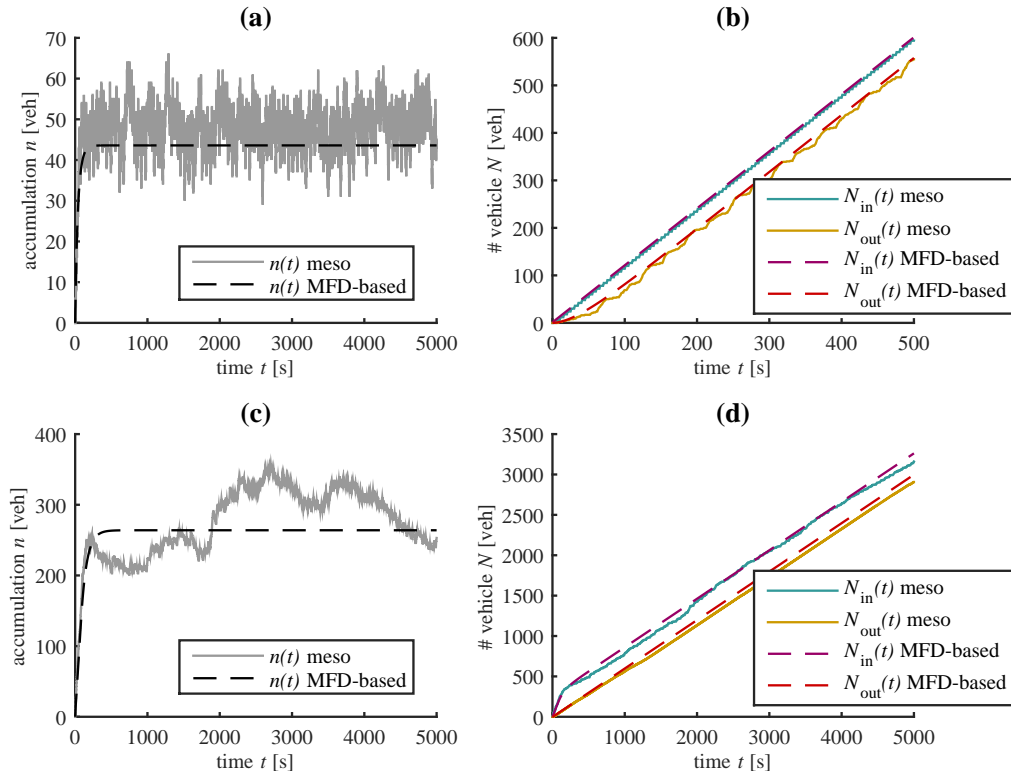 (a)
70
60
50
40
30
20
10
0
accumulation n [veh]
n(t) meso
n(t) MFD-based
0 1000 2000 3000 4000 5000
time t [s]
(b)
600
500
400
300
200
100
0
# vehicle N [veh]
N_in(t) meso
N_out(t) meso
N_in(t) MFD-based
N_out(t) MFD-based
0 100 200 300 400 500
time t [s]
(c)
400
300
200
100
0
accumulation n [veh]
n(t) meso
n(t) MFD-based
0 1000 2000 3000 4000 5000
time t [s]
(d)
3500
3000
2500
2000
1500
1000
500
0
# vehicle N [veh]
N_in(t) meso
N_out(t) meso
N_in(t) MFD-based
N_out(t) MFD-based
0 1000 2000 3000 4000 5000
time t [s]